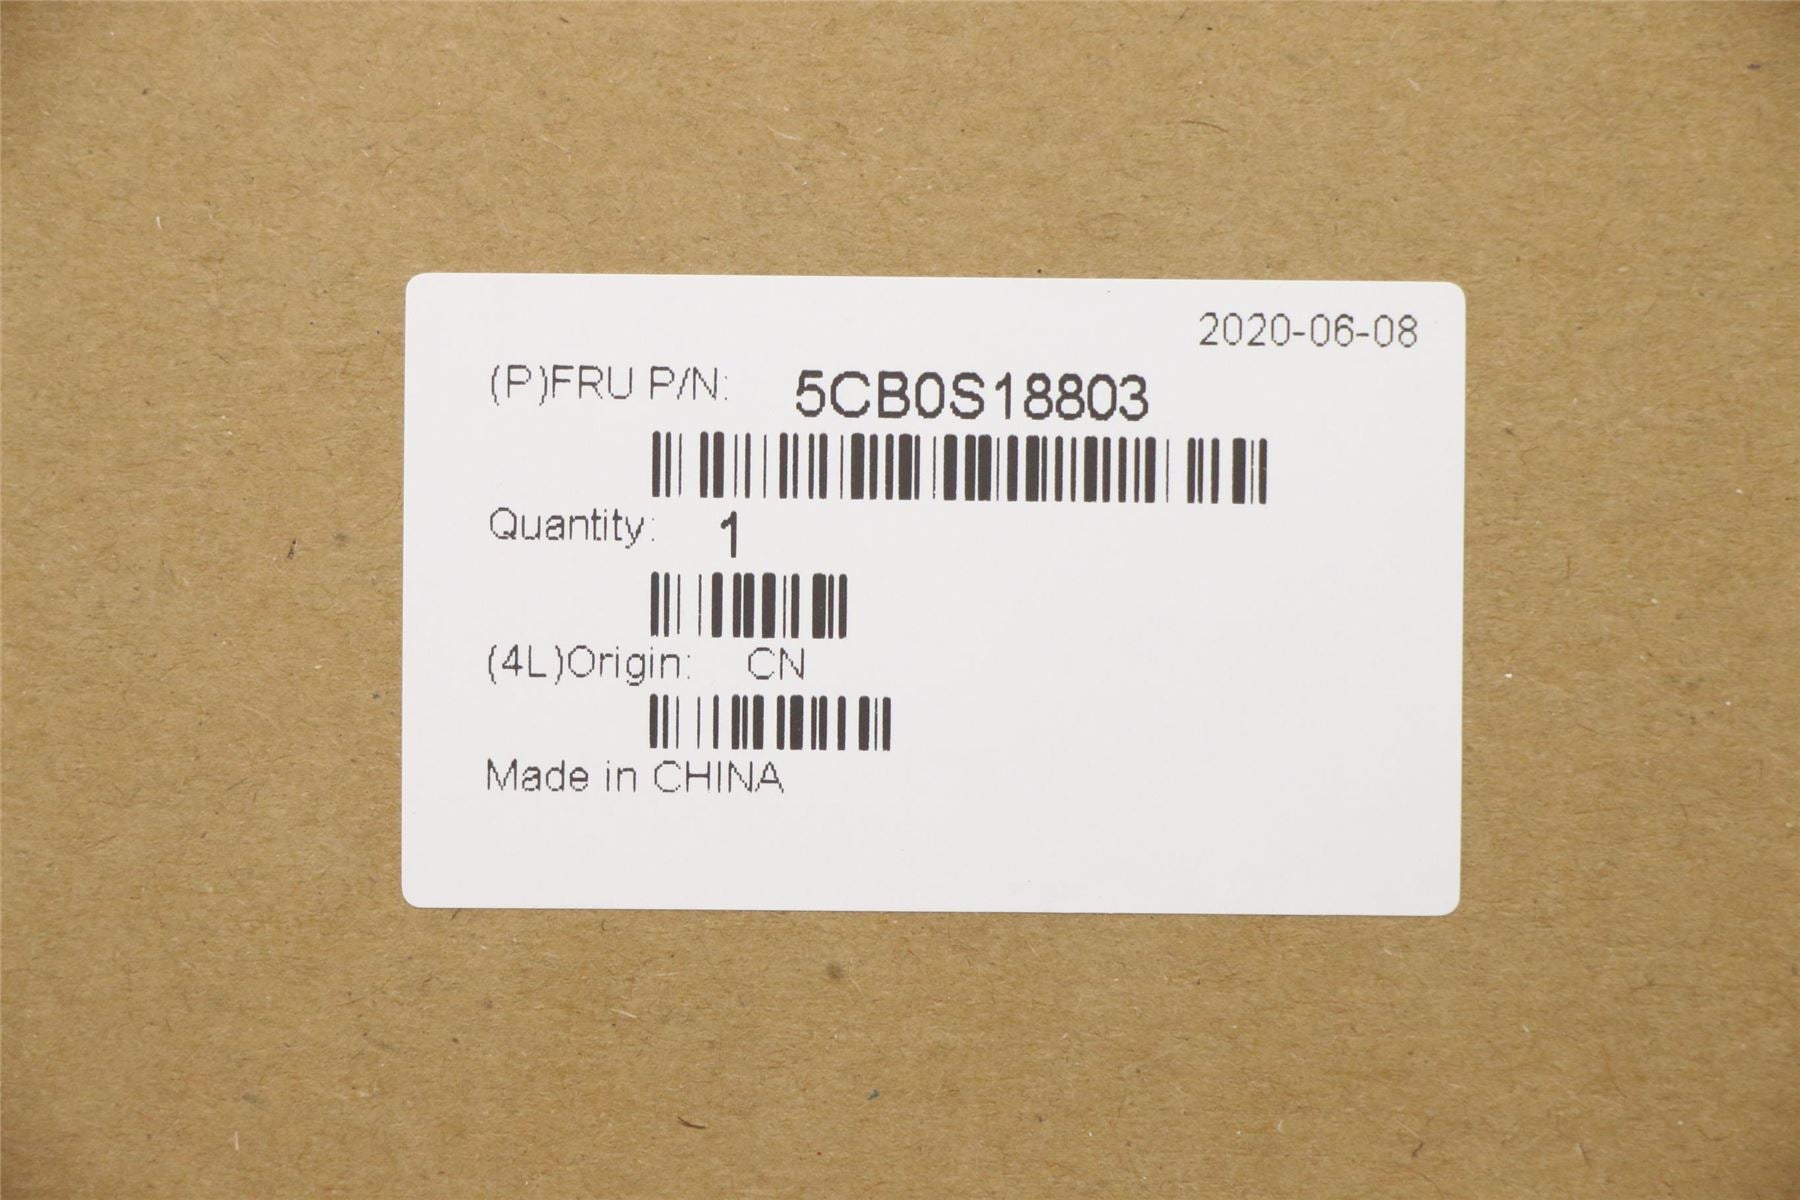 2020-06-08
(P)FRU P/N: 5CB0S18803
Quantity: 1
(4L)Origin: CN
Made in CHINA